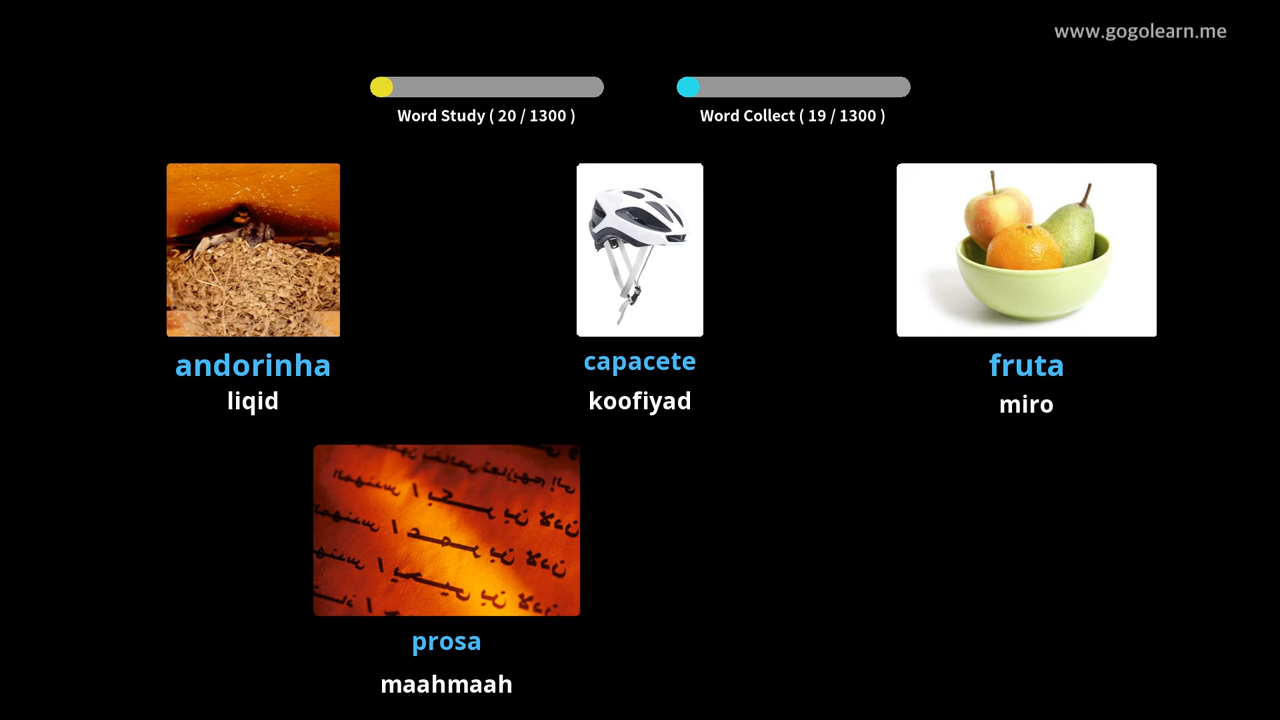 www.gogolearn.me
Word Study ( 20 / 1300 )
Word Collect ( 19 / 1300 )
andorinha
liqid
capacete
koofiyad
fruta
miro
prosa
maahmaah